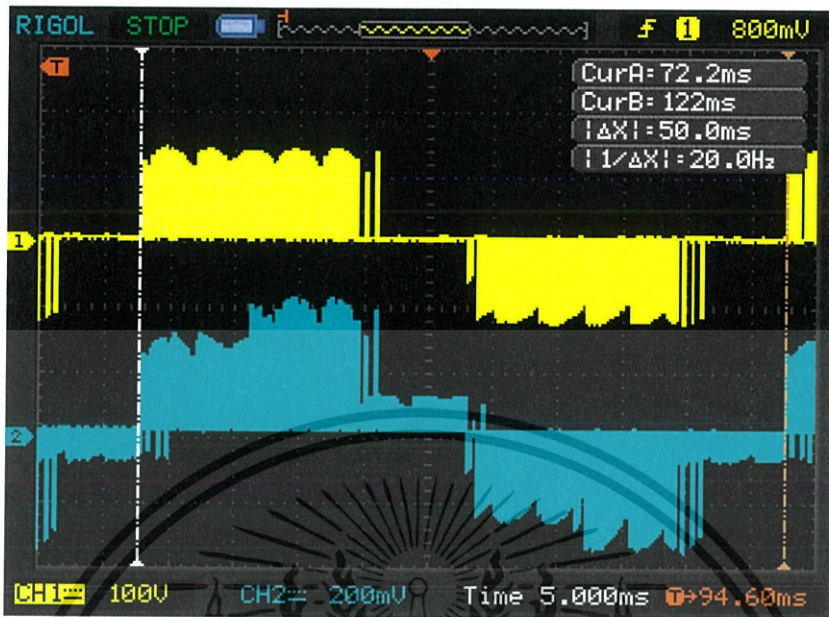 RIGOL STOP 1 800mV
T
CurA=72.2ms
CurB=122ms
|ΔX|=50.0ms
|1/ΔX|=20.0Hz
1
2
CH1 100V CH2 200mV Time 5.000ms T→94.60ms